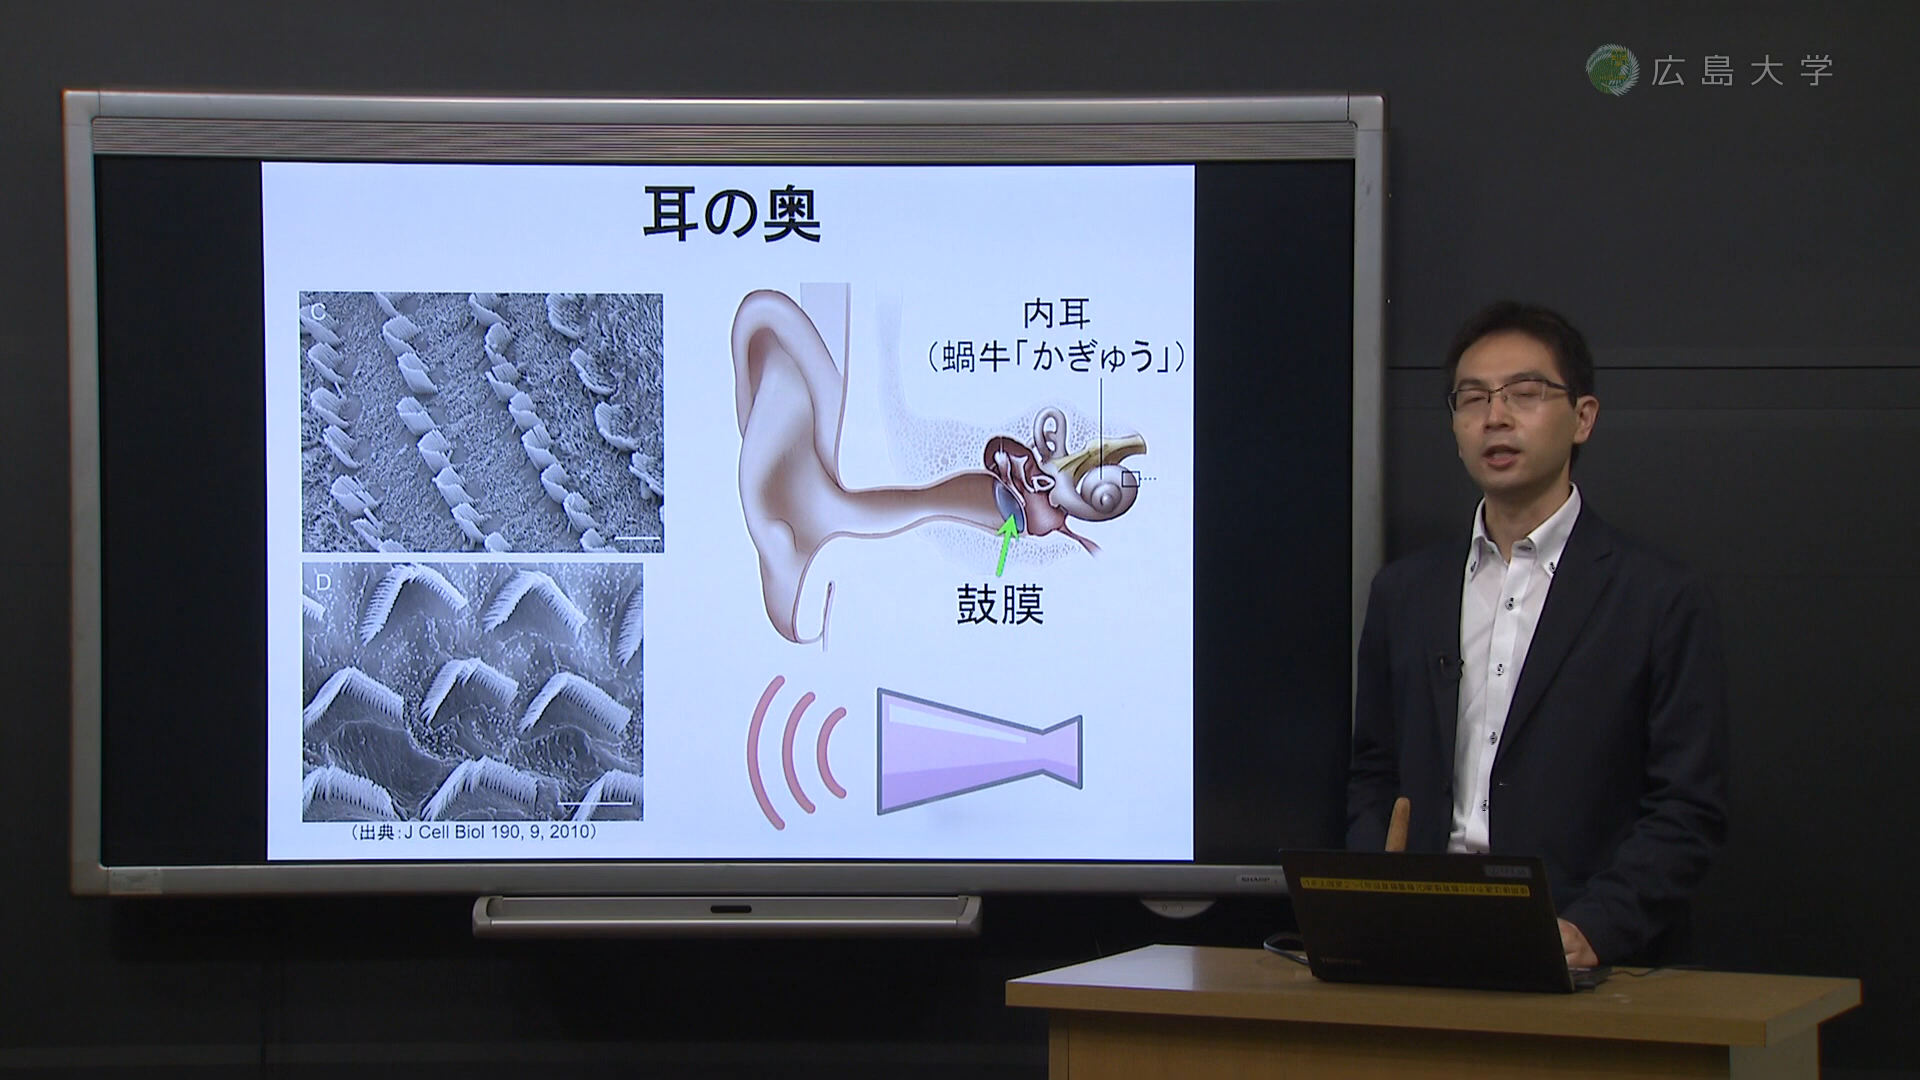 広島大学
耳の奥
C
内耳
（蝸牛「かぎゅう」）
鼓膜
D
（出典：J Cell Biol 190, 9, 2010）
SHARP